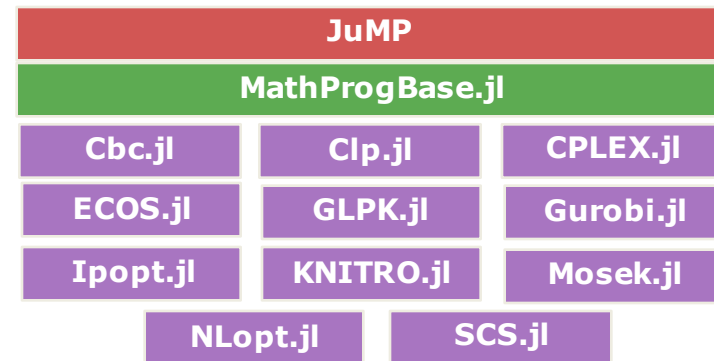 JuMP
MathProgBase.jl
Cbc.jl
Clp.jl
CPLEX.jl
ECOS.jl
GLPK.jl
Gurobi.jl
Ipopt.jl
KNITRO.jl
Mosek.jl
NLopt.jl
SCS.jl